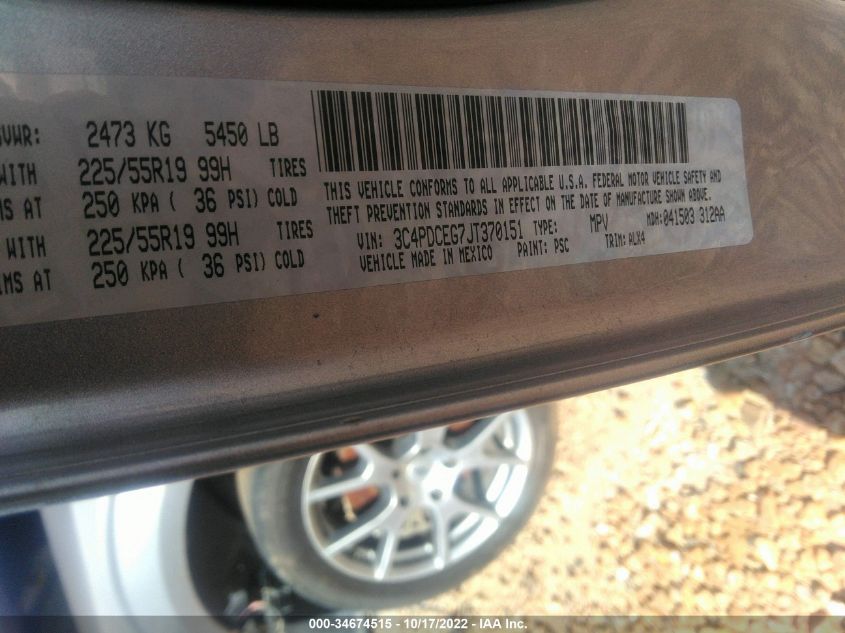 GVWR: 2473 KG 5450 LB
WITH 225/55R19 99H TIRES
IMS AT 250 KPA ( 36 PSI) COLD
225/55R19 99H TIRES
WITH
IMS AT 250 KPA ( 36 PSI) COLD
THIS VEHICLE CONFORMS TO ALL APPLICABLE U.S.A. FEDERAL MOTOR VEHICLE SAFETY AND
THEFT PREVENTION STANDARDS IN EFFECT ON THE DATE OF MANUFACTURE SHOWN ABOVE.
VIN: 3C4PDCEG7JT370151 TYPE: MPV MDH: 041503 312AA
VEHICLE MADE IN MEXICO PAINT: PSC TRIM: ALX4
000-34674515 - 10/17/2022 - IAA Inc.